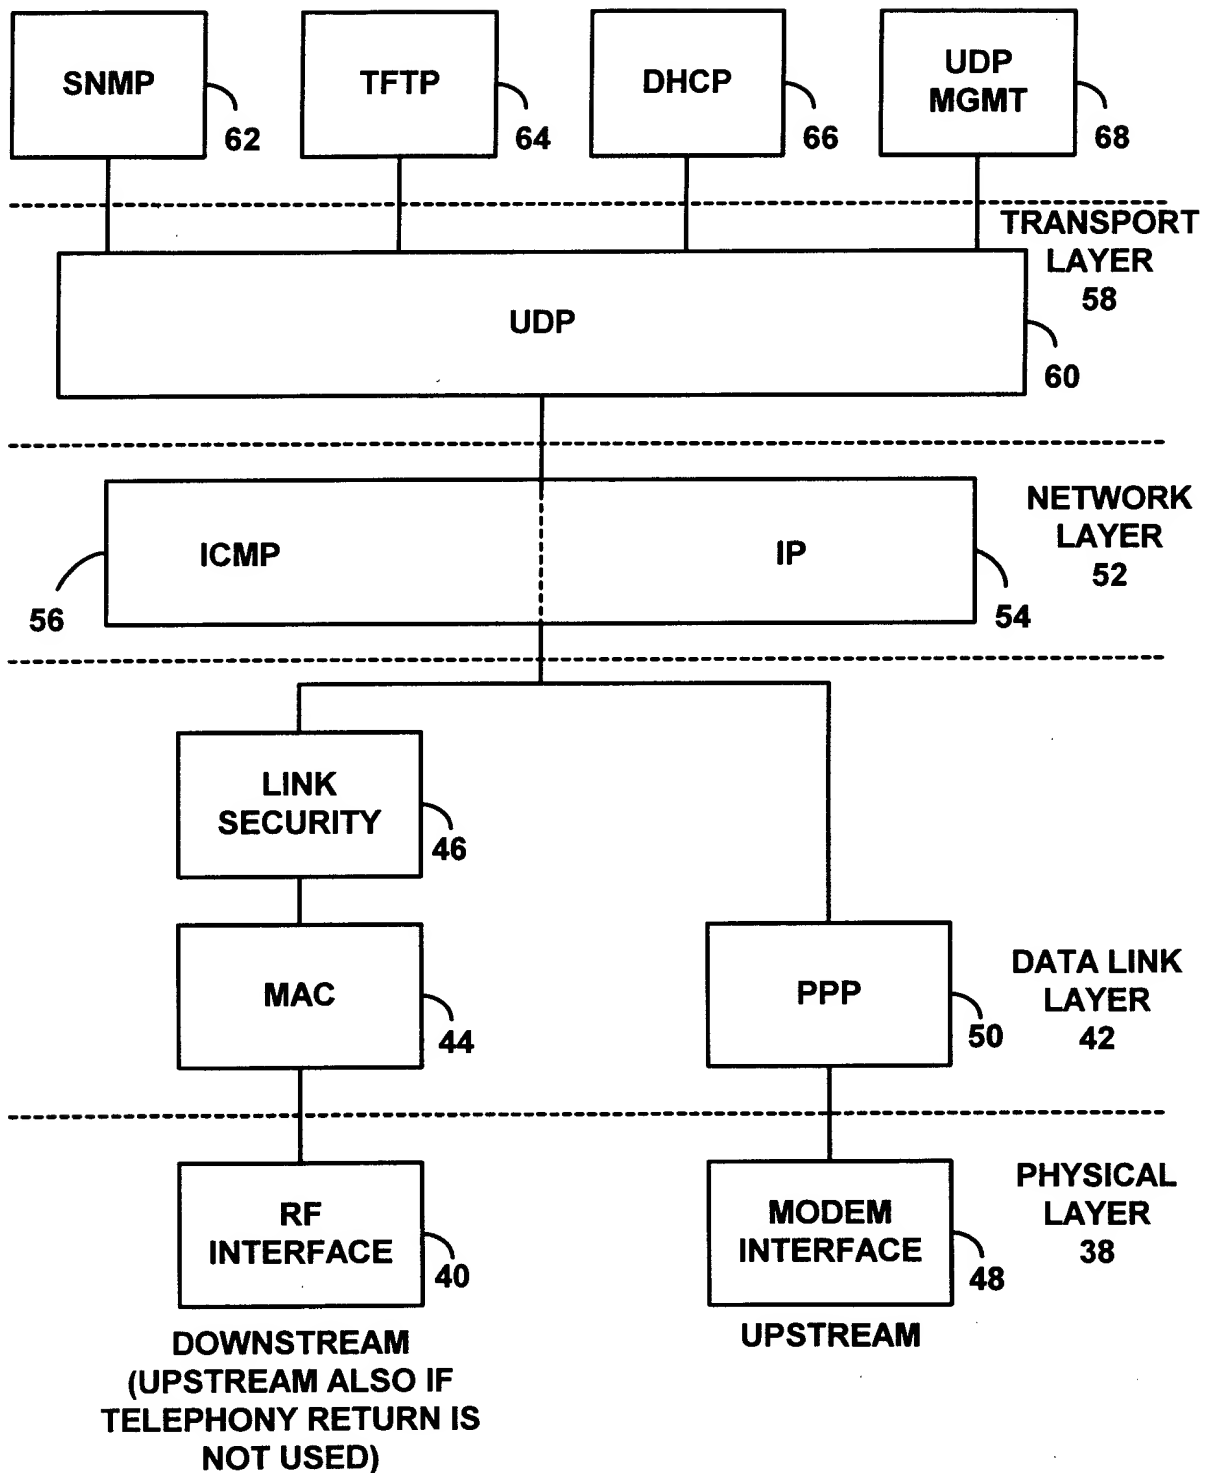 SNMP
62
TFTP
64
DHCP
66
UDP
MGMT
68
TRANSPORT
LAYER
58
UDP
60
NETWORK
LAYER
52
ICMP
56
IP
54
LINK
SECURITY
46
MAC
44
PPP
50
DATA LINK
LAYER
42
RF
INTERFACE
40
MODEM
INTERFACE
48
PHYSICAL
LAYER
38
DOWNSTREAM
(UPSTREAM ALSO IF
TELEPHONY RETURN IS
NOT USED)
UPSTREAM